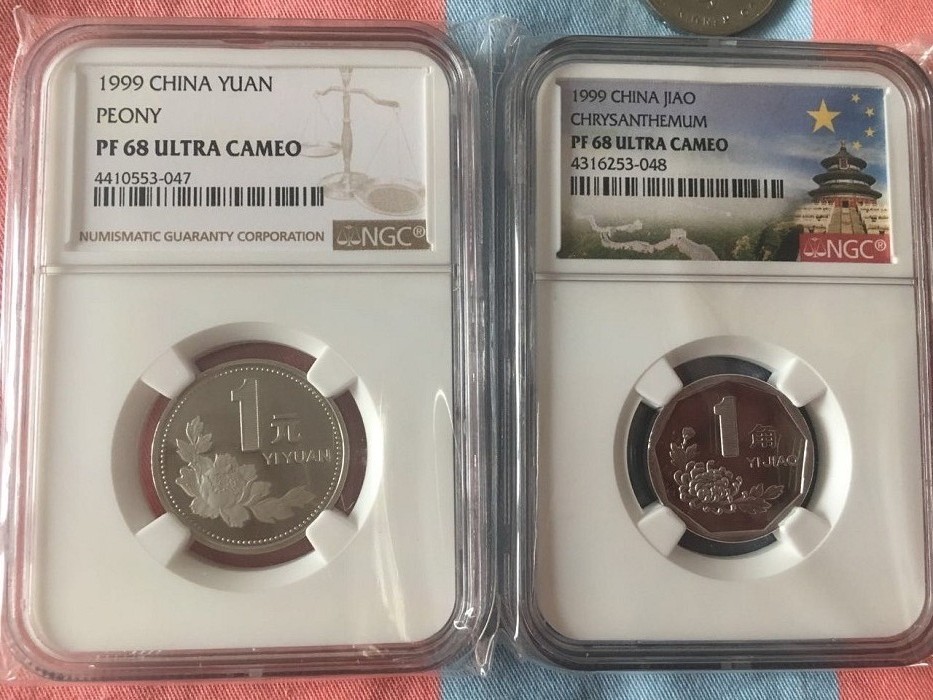 1999 CHINA YUAN
PEONY
PF 68 ULTRA CAMEO
4410553-047
NUMISMATIC GUARANTY CORPORATION
NGC®
1元
YI YUAN
1999 CHINA JIAO
CHRYSANTHEMUM
PF 68 ULTRA CAMEO
4316253-048
NGC®
1角
YI JIAO